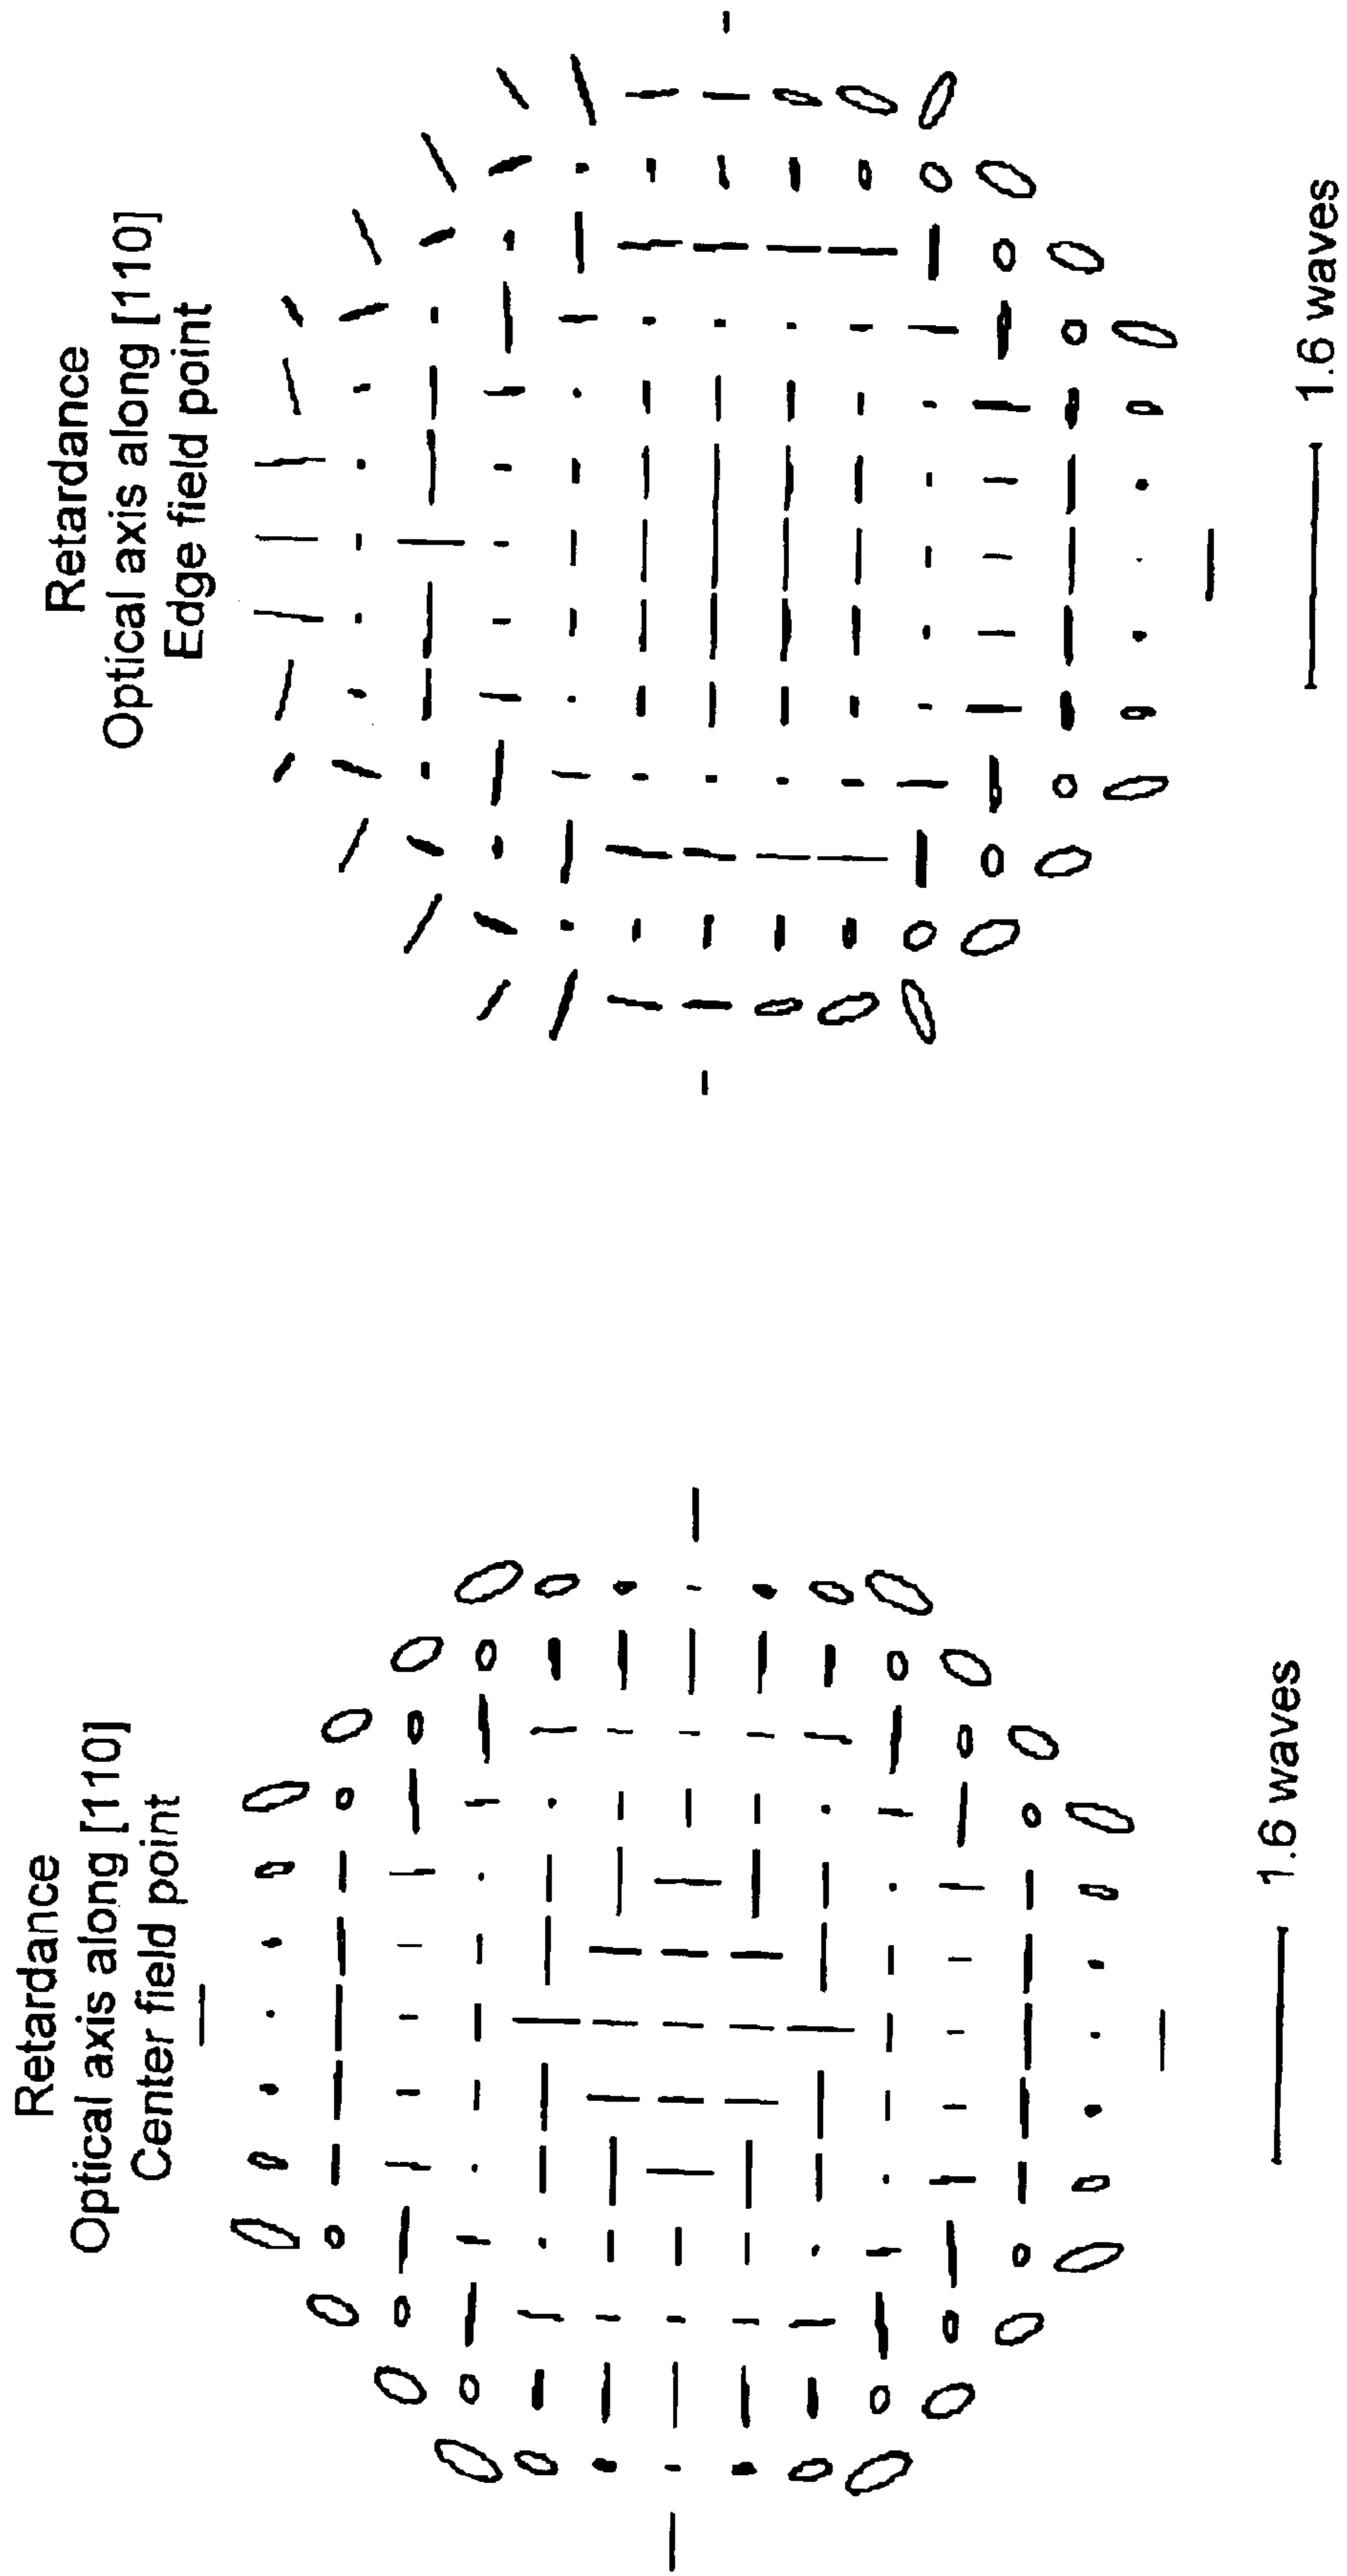 Retardance
Optical axis along [110]
Center field point
1.6 waves
Retardance
Optical axis along [110]
Edge field point
1.6 waves